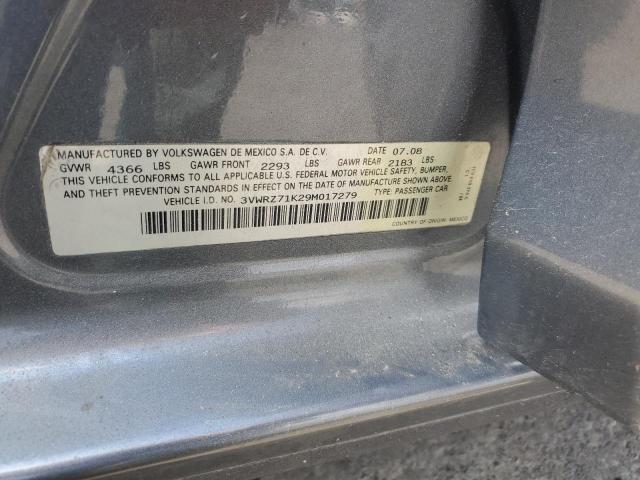 MANUFACTURED BY VOLKSWAGEN DE MEXICO S.A. DE C.V. DATE 07.08
GVWR 4366 LBS GAWR FRONT 2293 LBS GAWR REAR 2183 LBS
THIS VEHICLE CONFORMS TO ALL APPLICABLE U.S. FEDERAL MOTOR VEHICLE SAFETY, BUMPER,
AND THEFT PREVENTION STANDARDS IN EFFECT ON THE DATE OF MANUFACTURE SHOWN ABOVE
VEHICLE I.D. NO. 3VWRZ71K29M017279 TYPE: PASSENGER CAR
COUNTRY OF ORIGIN: MEXICO